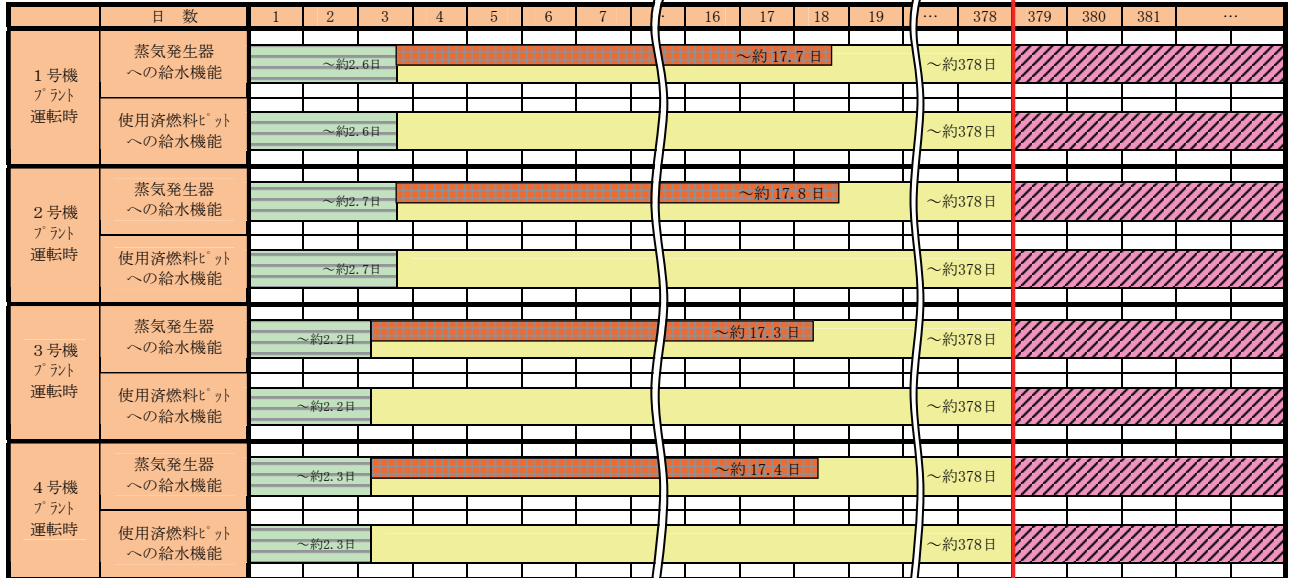 日 数 1 2 3 4 5 6 7 … 16 17 18 19 … 378 379 380 381 …
1号機
プラント
運転時
蒸気発生器
への給水機能
～約2.6日 ～約17.7日 ～約378日
使用済燃料ピット
への給水機能
～約2.6日 ～約378日
2号機
プラント
運転時
蒸気発生器
への給水機能
～約2.7日 ～約17.8日 ～約378日
使用済燃料ピット
への給水機能
～約2.7日 ～約378日
3号機
プラント
運転時
蒸気発生器
への給水機能
～約2.2日 ～約17.3日 ～約378日
使用済燃料ピット
への給水機能
～約2.2日 ～約378日
4号機
プラント
運転時
蒸気発生器
への給水機能
～約2.3日 ～約17.4日 ～約378日
使用済燃料ピット
への給水機能
～約2.3日 ～約378日